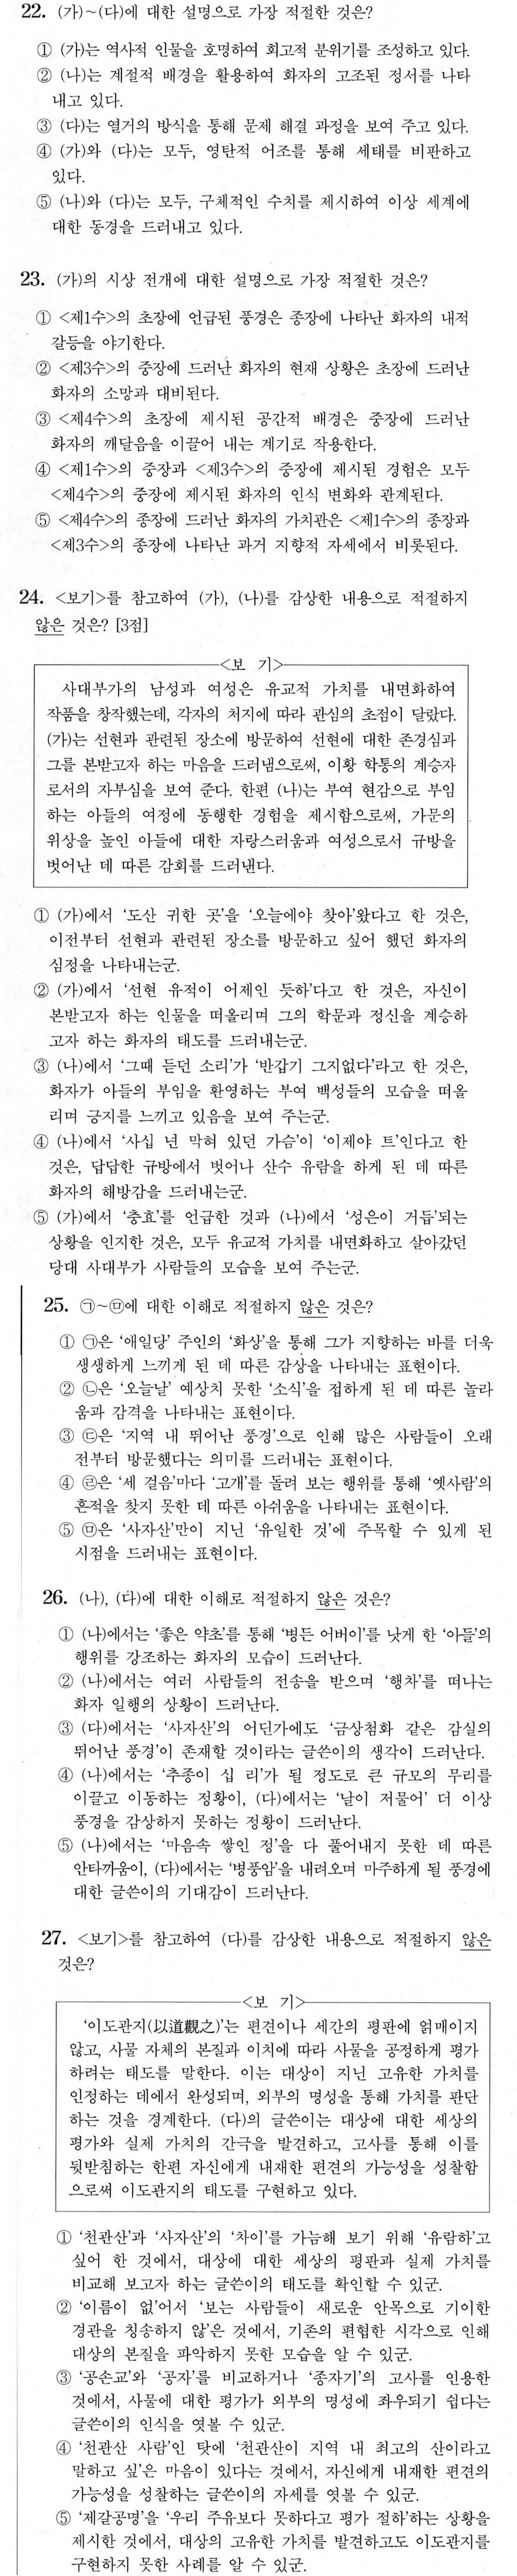 22. (가)~(다)에 대한 설명으로 가장 적절한 것은?
① (가)는 역사적 인물을 호명하여 회고적 분위기를 조성하고 있다.
② (나)는 계절적 배경을 활용하여 화자의 고조된 정서를 나타
내고 있다.
③ (다)는 열거의 방식을 통해 문제 해결 과정을 보여 주고 있다.
④ (가)와 (다)는 모두, 영탄적 어조를 통해 세태를 비판하고
있다.
⑤ (나)와 (다)는 모두, 구체적인 수치를 제시하여 이상 세계에
대한 동경을 드러내고 있다.
23. (가)의 시상 전개에 대한 설명으로 가장 적절한 것은?
① <제1수>의 초장에 언급된 풍경은 종장에 나타난 화자의 내적
갈등을 야기한다.
② <제3수>의 중장에 드러난 화자의 현재 상황은 초장에 드러난
화자의 소망과 대비된다.
③ <제4수>의 초장에 제시된 공간적 배경은 중장에 드러난
화자의 깨달음을 이끌어 내는 계기로 작용한다.
④ <제1수>의 중장과 <제3수>의 중장에 제시된 경험은 모두
<제4수>의 중장에 제시된 화자의 인식 변화와 관계된다.
⑤ <제4수>의 종장에 드러난 화자의 가치관은 <제1수>의 종장과
<제3수>의 종장에 나타난 과거 지향적 자세에서 비롯된다.
24. <보기>를 참고하여 (가), (나)를 감상한 내용으로 적절하지
않은 것은? [3점]
<보 기>
사대부가의 남성과 여성은 유교적 가치를 내면화하여
작품을 창작했는데, 각자의 처지에 따라 관심의 초점이 달랐다.
(가)는 선현과 관련된 장소에 방문하여 선현에 대한 존경심과
그를 본받고자 하는 마음을 드러냄으로써, 이황 학통의 계승자
로서의 자부심을 보여 준다. 한편 (나)는 부여 현감으로 부임
하는 아들의 여정에 동행한 경험을 제시함으로써, 가문의
위상을 높인 아들에 대한 자랑스러움과 여성으로서 규방을
벗어난 데 따른 감회를 드러낸다.
① (가)에서 '도산 귀한 곳'을 '오늘에야 찾아'왔다고 한 것은,
이전부터 선현과 관련된 장소를 방문하고 싶어 했던 화자의
심정을 나타내는군.
② (가)에서 '선현 유적이 어제인 듯하'다고 한 것은, 자신이
본받고자 하는 인물을 떠올리며 그의 학문과 정신을 계승하
고자 하는 화자의 태도를 드러내는군.
③ (나)에서 '그때 듣던 소리'가 '반갑기 그지없다'라고 한 것은,
화자가 아들의 부임을 환영하는 부여 백성들의 모습을 떠올
리며 긍지를 느끼고 있음을 보여 주는군.
④ (나)에서 '사십 년 막혀 있던 가슴'이 '이제야 트'인다고 한
것은, 답답한 규방에서 벗어나 산수 유람을 하게 된 데 따른
화자의 해방감을 드러내는군.
⑤ (가)에서 '충효'를 언급한 것과 (나)에서 '성은이 거듭'되는
상황을 인지한 것은, 모두 유교적 가치를 내면화하고 살아갔던
당대 사대부가 사람들의 모습을 보여 주는군.
25. ㉠~㉤에 대한 이해로 적절하지 않은 것은?
① ㉠은 '애일당' 주인의 '화상'을 통해 그가 지향하는 바를 더욱
생생하게 느끼게 된 데 따른 감상을 나타내는 표현이다.
② ㉡은 '오늘날' 예상치 못한 '소식'을 접하게 된 데 따른 놀라
움과 감격을 나타내는 표현이다.
③ ㉢은 '지역 내 뛰어난 풍경'으로 인해 많은 사람들이 오래
전부터 방문했다는 의미를 드러내는 표현이다.
④ ㉣은 '세 걸음'마다 '고개'를 돌려 보는 행위를 통해 '옛사람'의
흔적을 찾지 못한 데 따른 아쉬움을 나타내는 표현이다.
⑤ ㉤은 '사자산'만이 지닌 '유일한 것'에 주목할 수 있게 된
시점을 드러내는 표현이다.
26. (나), (다)에 대한 이해로 적절하지 않은 것은?
① (나)에서는 '좋은 약초'를 통해 '병든 어버이'를 낫게 한 '아들'의
행위를 강조하는 화자의 모습이 드러난다.
② (나)에서는 여러 사람들의 전송을 받으며 '행차'를 떠나는
화자 일행의 상황이 드러난다.
③ (다)에서는 '사자산'의 어딘가에도 '금상첨화 같은 감실의
뛰어난 풍경'이 존재할 것이라는 글쓴이의 생각이 드러난다.
④ (나)에서는 '추종이 십 리'가 될 정도로 큰 규모의 무리를
이끌고 이동하는 정황이, (다)에서는 '날이 저물어' 더 이상
풍경을 감상하지 못하는 정황이 드러난다.
⑤ (나)에서는 '마음속 쌓인 정'을 다 풀어내지 못한 데 따른
안타까움이, (다)에서는 '병풍암'을 내려오며 마주하게 될 풍경에
대한 글쓴이의 기대감이 드러난다.
27. <보기>를 참고하여 (다)를 감상한 내용으로 적절하지 않은
것은?
<보 기>
'이도관지(以道觀之)'는 편견이나 세간의 평판에 얽매이지
않고, 사물 자체의 본질과 이치에 따라 사물을 공정하게 평가
하려는 태도를 말한다. 이는 대상이 지닌 고유한 가치를
인정하는 데에서 완성되며, 외부의 명성을 통해 가치를 판단
하는 것을 경계한다. (다)의 글쓴이는 대상에 대한 세상의
평가와 실제 가치의 간극을 발견하고, 고사를 통해 이를
뒷받침하는 한편 자신에게 내재한 편견의 가능성을 성찰함
으로써 이도관지의 태도를 구현하고 있다.
① '천관산'과 '사자산'의 '차이'를 가늠해 보기 위해 '유람하'고
싶어 한 것에서, 대상에 대한 세상의 평판과 실제 가치를
비교해 보고자 하는 글쓴이의 태도를 확인할 수 있군.
② '이름이 없'어서 '보는 사람들이 새로운 안목으로 기이한
경관을 칭송하지 않'은 것에서, 기존의 편협한 시각으로 인해
대상의 본질을 파악하지 못한 모습을 알 수 있군.
③ '공손교'와 '공자'를 비교하거나 '종자기'의 고사를 인용한
것에서, 사물에 대한 평가가 외부의 명성에 좌우되기 쉽다는
글쓴이의 인식을 엿볼 수 있군.
④ '천관산 사람'인 탓에 '천관산이 지역 내 최고의 산이라고
말하고 싶'은 마음이 있다는 것에서, 자신에게 내재한 편견의
가능성을 성찰하는 글쓴이의 자세를 엿볼 수 있군.
⑤ '제갈공명'을 '우리 주유보다 못하다고 평가 절하'하는 상황을
제시한 것에서, 대상의 고유한 가치를 발견하고도 이도관지를
구현하지 못한 사례를 알 수 있군.